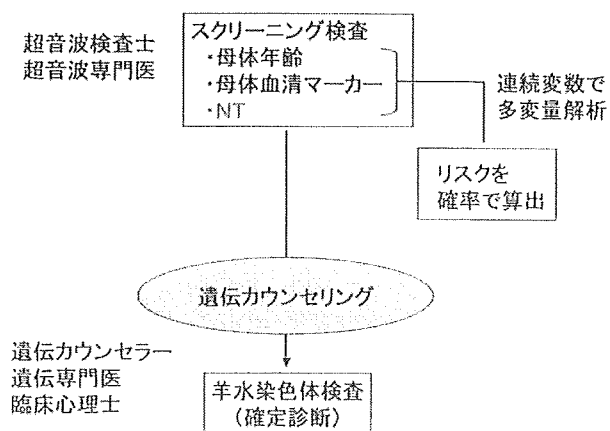 超音波検査士
超音波専門医
スクリーニング検査
・母体年齢
・母体血清マーカー
・NT
連続変数で
多変量解析
リスクを
確率で算出
遺伝カウンセリング
遺伝カウンセラー
遺伝専門医
臨床心理士
羊水染色体検査
(確定診断)